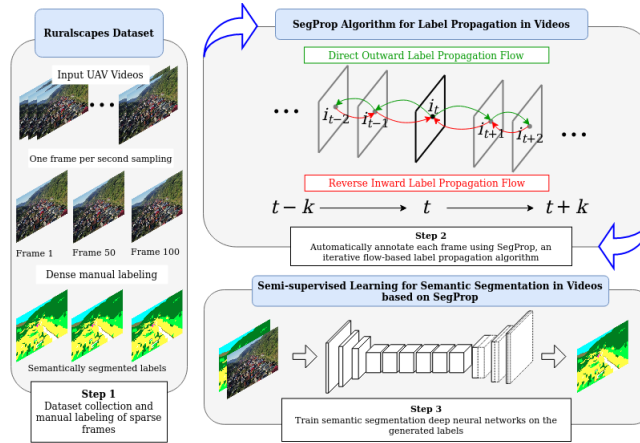 Ruralscapes Dataset
Input UAV Videos
One frame per second sampling
Frame 1 Frame 50 Frame 100
Dense manual labeling
Semantically segmented labels
Step 1
Dataset collection and
manual labeling of sparse
frames
SegProp Algorithm for Label Propagation in Videos
Direct Outward Label Propagation Flow
... i_{t-2} i_{t-1} i_t i_{t+1} i_{t+2} ...
Reverse Inward Label Propagation Flow
t − k t t + k
Step 2
Automatically annotate each frame using SegProp, an
iterative flow-based label propagation algorithm
Semi-supervised Learning for Semantic Segmentation in Videos
based on SegProp
Step 3
Train semantic segmentation deep neural networks on the
generated labels